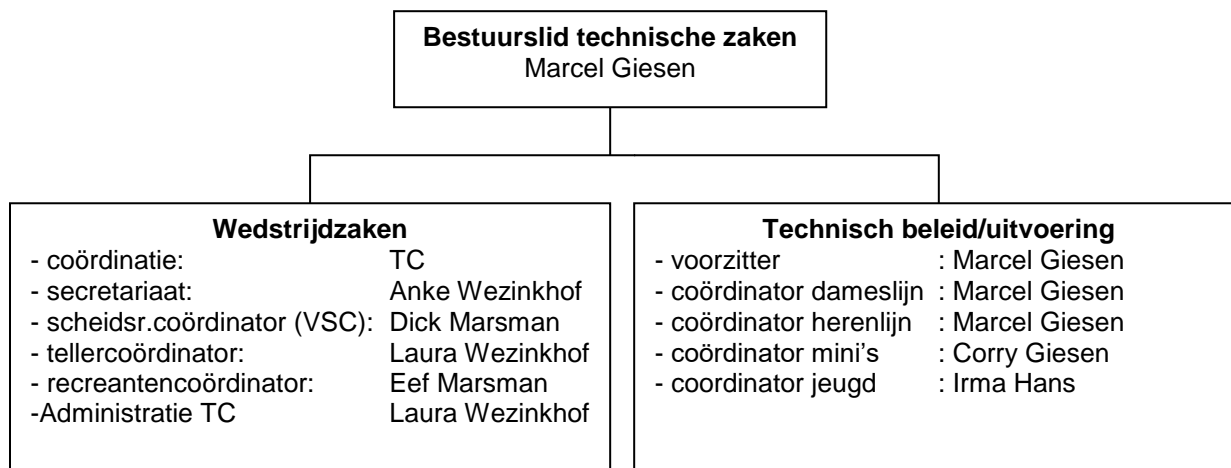 Bestuurslid technische zaken
Marcel Giesen
Wedstrijdzaken
- coördinatie: TC
- secretariaat: Anke Wezinkhof
- scheidsr.coördinator (VSC): Dick Marsman
- tellercoördinator: Laura Wezinkhof
- recreantencoördinator: Eef Marsman
-Administratie TC Laura Wezinkhof
Technisch beleid/uitvoering
- voorzitter : Marcel Giesen
- coördinator dameslijn : Marcel Giesen
- coördinator herenlijn : Marcel Giesen
- coördinator mini’s : Corry Giesen
- coordinator jeugd : Irma Hans